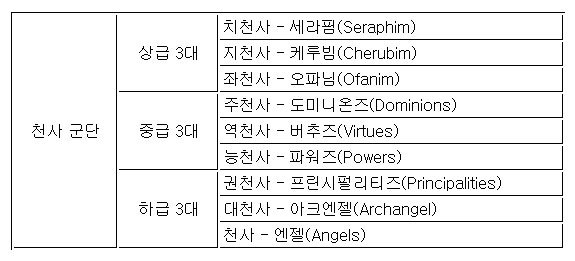 천사 군단
상급 3대
치천사 - 세라핌(Seraphim)
지천사 - 케루빔(Cherubim)
좌천사 - 오파님(Ofanim)
중급 3대
주천사 - 도미니온즈(Dominions)
역천사 - 버추즈(Virtues)
능천사 - 파워즈(Powers)
하급 3대
권천사 - 프린시펄리티즈(Principalities)
대천사 - 아크엔젤(Archangel)
천사 - 엔젤(Angels)